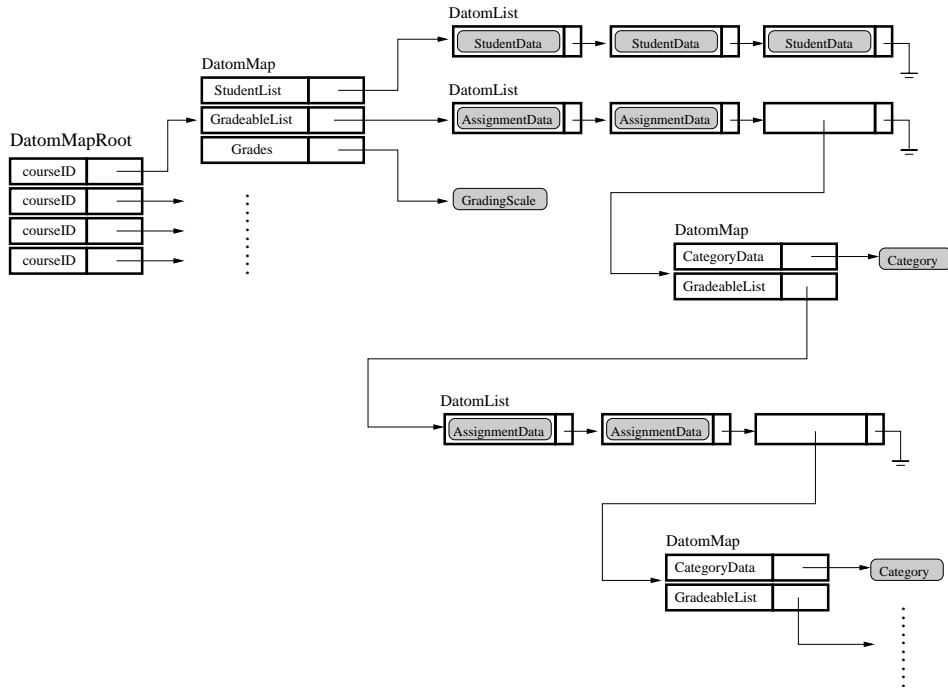 DatomList
StudentData StudentData StudentData
DatomMap
StudentList
DatomList
GradeableList
AssignmentData AssignmentData
DatomMapRoot
Grades
courseID
courseID
GradingScale
courseID
DatomMap
courseID
CategoryData
Category
GradeableList
DatomList
AssignmentData AssignmentData
DatomMap
CategoryData
Category
GradeableList